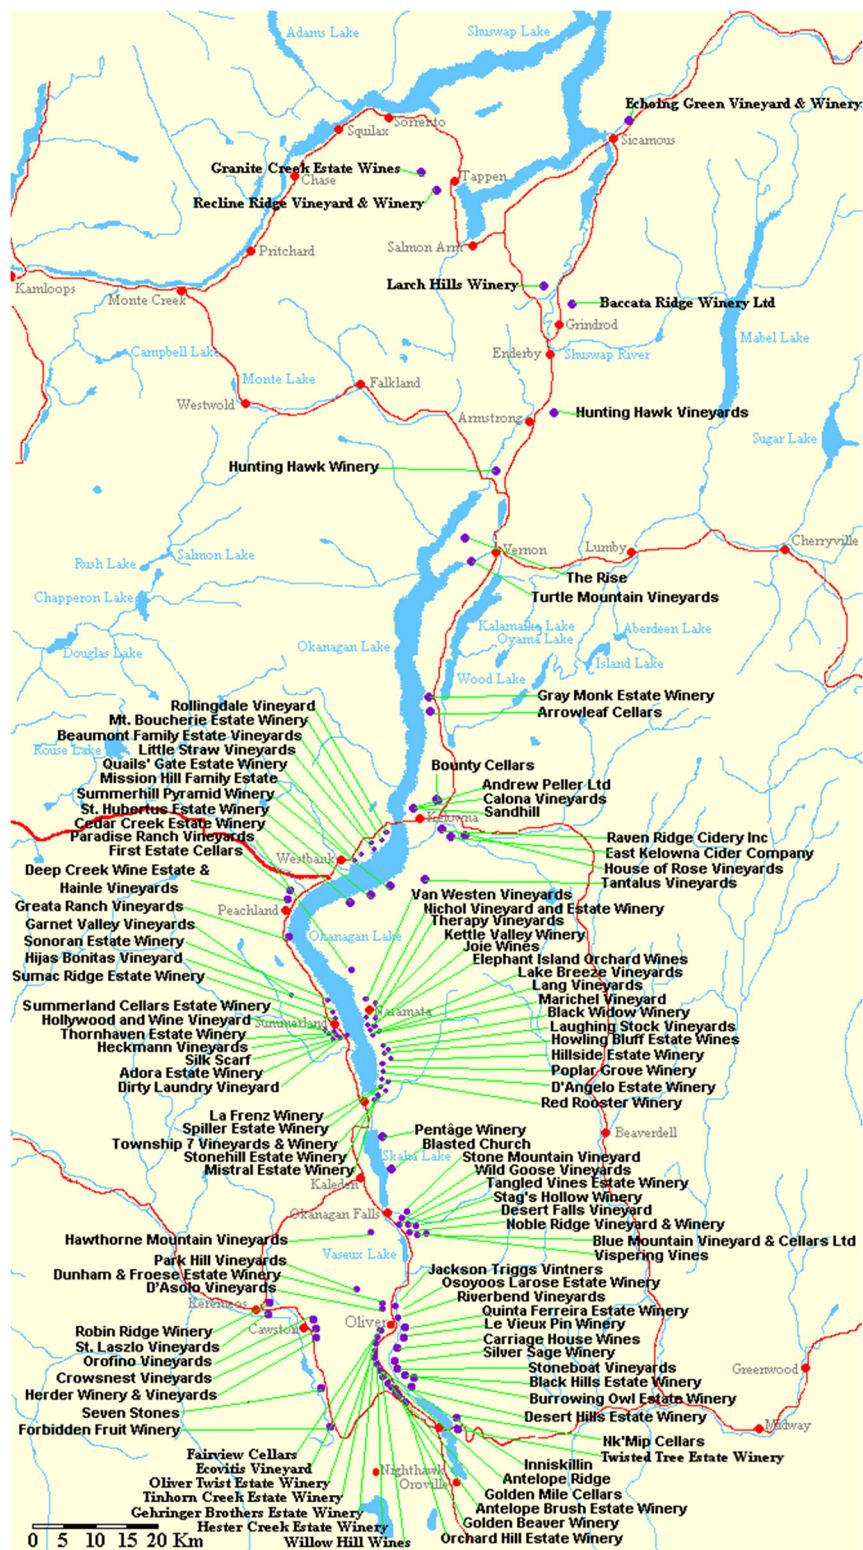 Adams Lake
Shuswap Lake
Echoing Green Vineyard & Winery
Sorrento
Squilax
Sicamous
Granite Creek Estate Wines
Chase
Tappen
Recline Ridge Vineyard & Winery
Salmon Arm
Pritchard
Kamloops
Monte Creek
Larch Hills Winery
Baccata Ridge Winery Ltd
Grindrod
Mabel Lake
Campbell Lake
Enderby
Shuswap River
Monte Lake
Falkland
Westwold
Armstrong
Hunting Hawk Vineyards
Sugar Lake
Hunting Hawk Winery
Cherryville
Salmon Lake
Vernon
Lumby
Rush Lake
The Rise
Chapperon Lake
Turtle Mountain Vineyards
Kalamalka Lake
Oyama Lake
Aberdeen Lake
Douglas Lake
Okanagan Lake
Island Lake
Wood Lake
Gray Monk Estate Winery
Arrowleaf Cellars
Rollingdale Vineyard
Mt. Boucherie Estate Winery
Beaumont Family Estate Vineyards
Rouse Lake
Little Straw Vineyards
Quails' Gate Estate Winery
Mission Hill Family Estate
Summerhill Pyramid Winery
St. Hubertus Estate Winery
Cedar Creek Estate Winery
Paradise Ranch Vineyards
First Estate Cellars
Bounty Cellars
Andrew Peller Ltd
Calona Vineyards
Sandhill
Kelowna
Raven Ridge Cidery Inc
East Kelowna Cider Company
House of Rose Vineyards
Tantalus Vineyards
Westbank
Deep Creek Wine Estate &
Hainle Vineyards
Greata Ranch Vineyards
Peachland
Garnet Valley Vineyards
Sonoran Estate Winery
Hijas Bonitas Vineyard
Sumac Ridge Estate Winery
Okanagan Lake
Van Westen Vineyards
Nichol Vineyard and Estate Winery
Therapy Vineyards
Kettle Valley Winery
Joie Wines
Elephant Island Orchard Wines
Lake Breeze Vineyards
Lang Vineyards
Marichel Vineyard
Black Widow Winery
Laughing Stock Vineyards
Howling Bluff Estate Wines
Hillside Estate Winery
Poplar Grove Winery
D'Angelo Estate Winery
Red Rooster Winery
Naramata
Summerland Cellars Estate Winery
Hollywood and Wine Vineyard
Summerland
Thornhaven Estate Winery
Heckmann Vineyards
Silk Scarf
Adora Estate Winery
Dirty Laundry Vineyard
La Frenz Winery
Spiller Estate Winery
Township 7 Vineyards & Winery
Stonehill Estate Winery
Mistral Estate Winery
Kaleden
Pentâge Winery
Blasted Church
Skaha Lake
Beaverdell
Stone Mountain Vineyard
Wild Goose Vineyards
Tangled Vines Estate Winery
Stag's Hollow Winery
Desert Falls Vineyard
Noble Ridge Vineyard & Winery
Blue Mountain Vineyard & Cellars Ltd
Vispering Vines
Okanagan Falls
Hawthorne Mountain Vineyards
Vaseux Lake
Park Hill Vineyards
Dunham & Froese Estate Winery
D'Asolo Vineyards
Keremeos
Cawston
Oliver
Jackson Triggs Vintners
Osoyoos Larose Estate Winery
Riverbend Vineyards
Quinta Ferreira Estate Winery
Le Vieux Pin Winery
Carriage House Wines
Silver Sage Winery
Stoneboat Vineyards
Black Hills Estate Winery
Burrowing Owl Estate Winery
Desert Hills Estate Winery
Greenwood
Midway
Robin Ridge Winery
St. Laszlo Vineyards
Orofino Vineyards
Crowsnest Vineyards
Herder Winery & Vineyards
Seven Stones
Forbidden Fruit Winery
Nk'Mip Cellars
Twisted Tree Estate Winery
Inniskillin
Antelope Ridge
Golden Mile Cellars
Antelope Brush Estate Winery
Golden Beaver Winery
Orchard Hill Estate Winery
Nighthawk
Oroville
Fairview Cellars
Ecovitis Vineyard
Oliver Twist Estate Winery
Tinhorn Creek Estate Winery
Gehringer Brothers Estate Winery
Hester Creek Estate Winery
Willow Hill Wines
0 5 10 15 20 Km